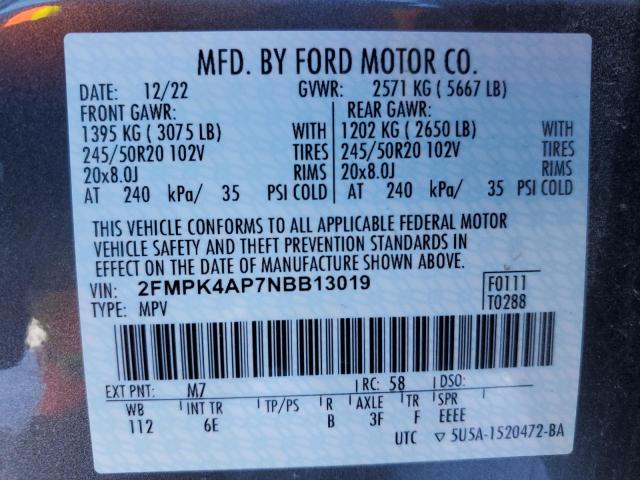 MFD. BY FORD MOTOR CO.
DATE: 12/22 GVWR: 2571 KG ( 5667 LB)
FRONT GAWR: REAR GAWR:
1395 KG ( 3075 LB) WITH 1202 KG ( 2650 LB) WITH
245/50R20 102V TIRES 245/50R20 102V TIRES
20x8.0J RIMS 20x8.0J RIMS
AT 240 kPa/ 35 PSI COLD AT 240 kPa/ 35 PSI COLD
THIS VEHICLE CONFORMS TO ALL APPLICABLE FEDERAL MOTOR
VEHICLE SAFETY AND THEFT PREVENTION STANDARDS IN
EFFECT ON THE DATE OF MANUFACTURE SHOWN ABOVE.
VIN: 2FMPK4AP7NBB13019 F0111
TYPE: MPV T0288
EXT PNT: M7 RC: 58 DSO:
WB INT TR TP/PS R AXLE TR SPR
112 6E B 3F F EEEE
UTC ▽ 5U5A-1520472-BA